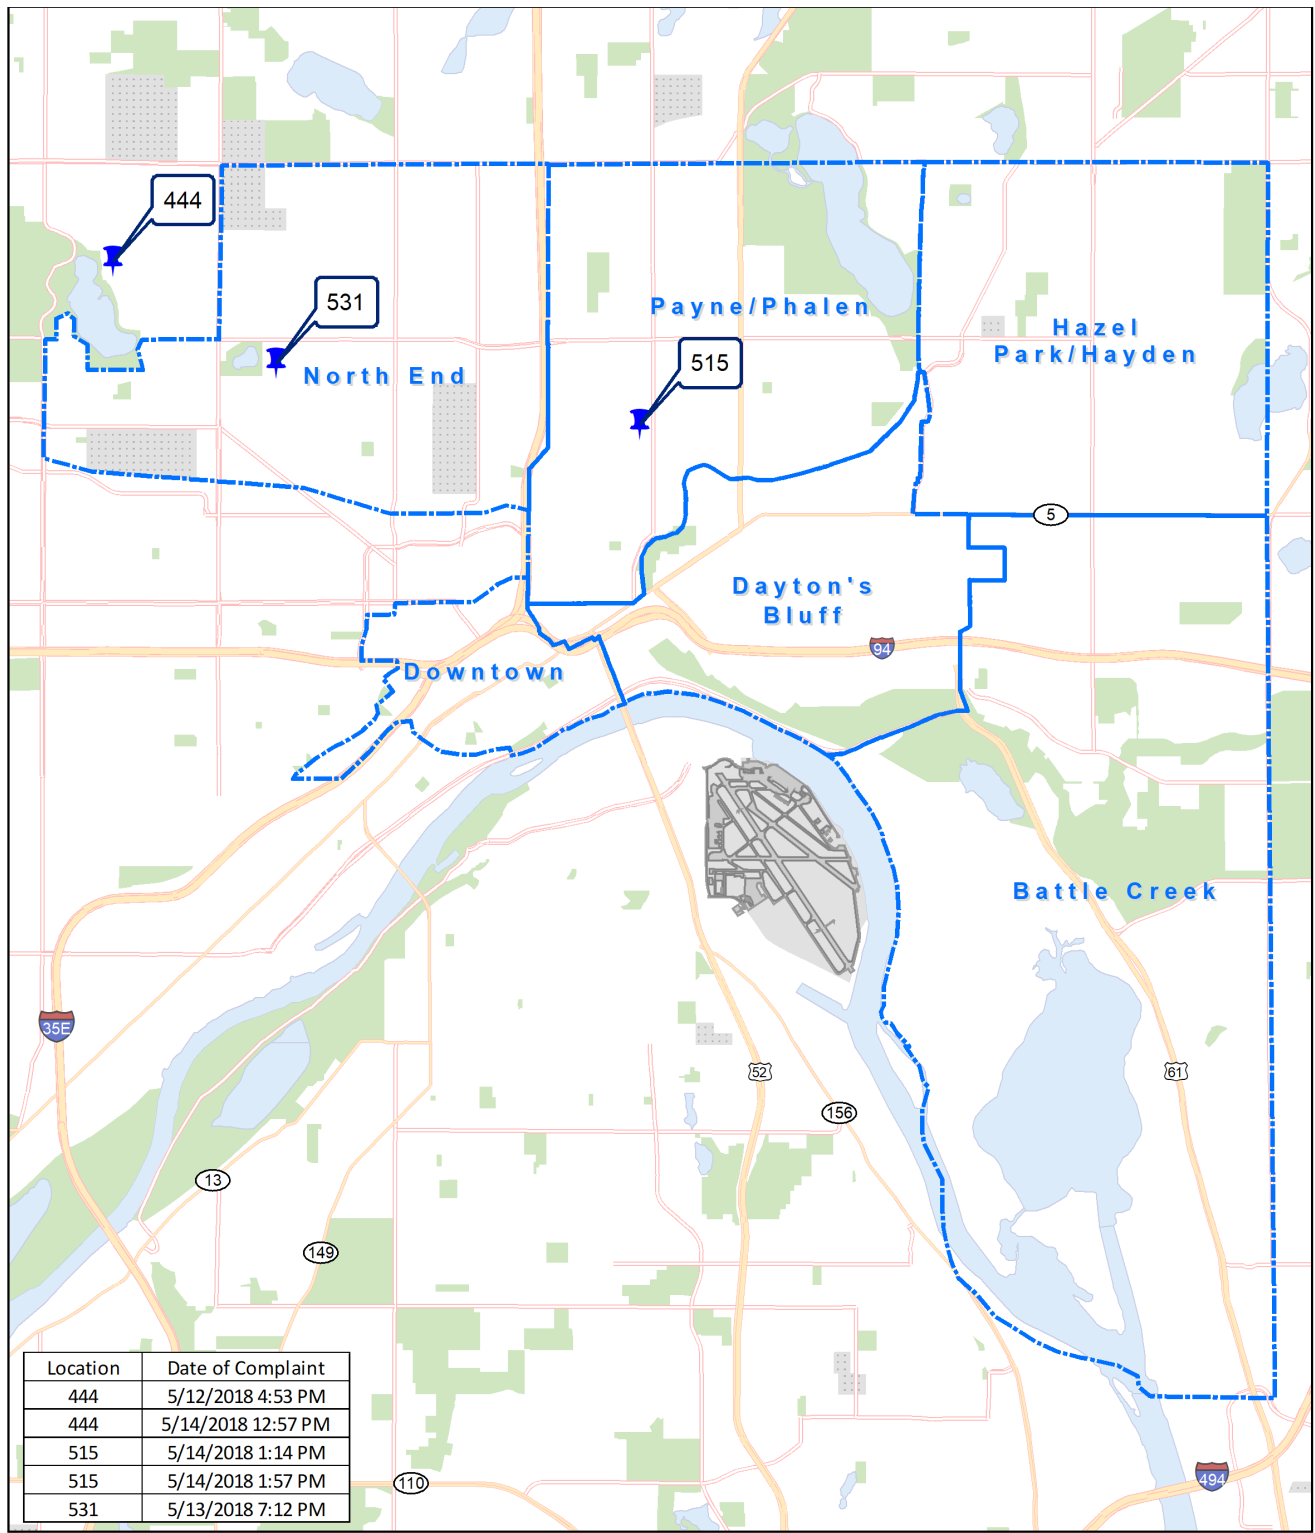 444
531
Payne/Phalen
Hazel
Park/Hayden
515
North End
5
Dayton's
Bluff
94
Downtown
Battle Creek
35E
52
61
156
13
149
Location Date of Complaint
444 5/12/2018 4:53 PM
444 5/14/2018 12:57 PM
515 5/14/2018 1:14 PM
515 5/14/2018 1:57 PM
531 5/13/2018 7:12 PM
110
494